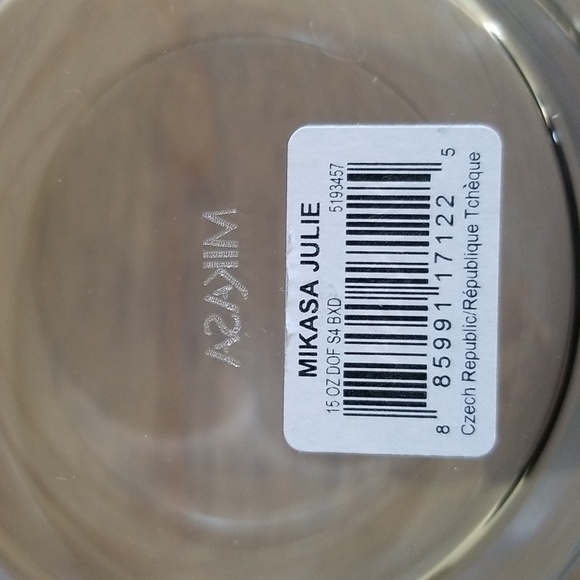 MIKASA
MIKASA JULIE
15 OZ DOF S4 BXD 5193457
8 85991 17122 5
Czech Republic/République Tchèque